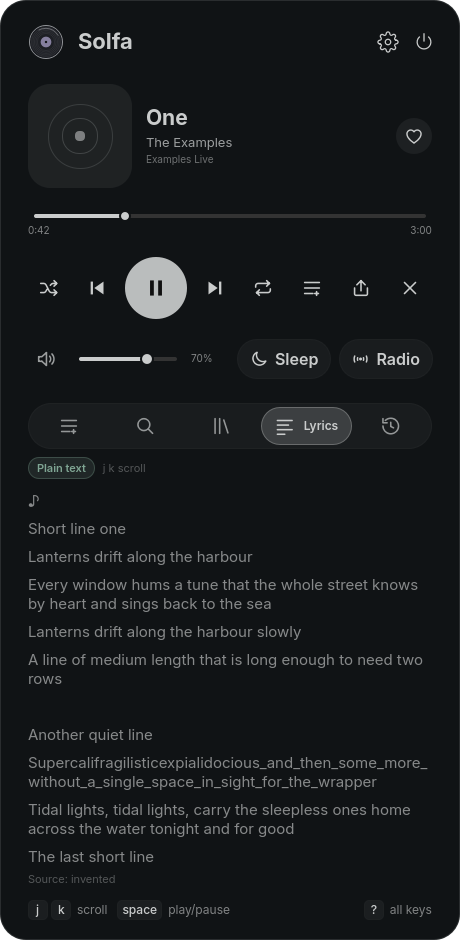 Solfa
One
The Examples
Examples Live
0:42 3:00
70% Sleep Radio
Lyrics
Plain text j k scroll
Short line one
Lanterns drift along the harbour
Every window hums a tune that the whole street knows
by heart and sings back to the sea
Lanterns drift along the harbour slowly
A line of medium length that is long enough to need two
rows
Another quiet line
Supercalifragilisticexpialidocious_and_then_some_more_
without_a_single_space_in_sight_for_the_wrapper
Tidal lights, tidal lights, carry the sleepless ones home
across the water tonight and for good
The last short line
Source: invented
j k scroll space play/pause ? all keys